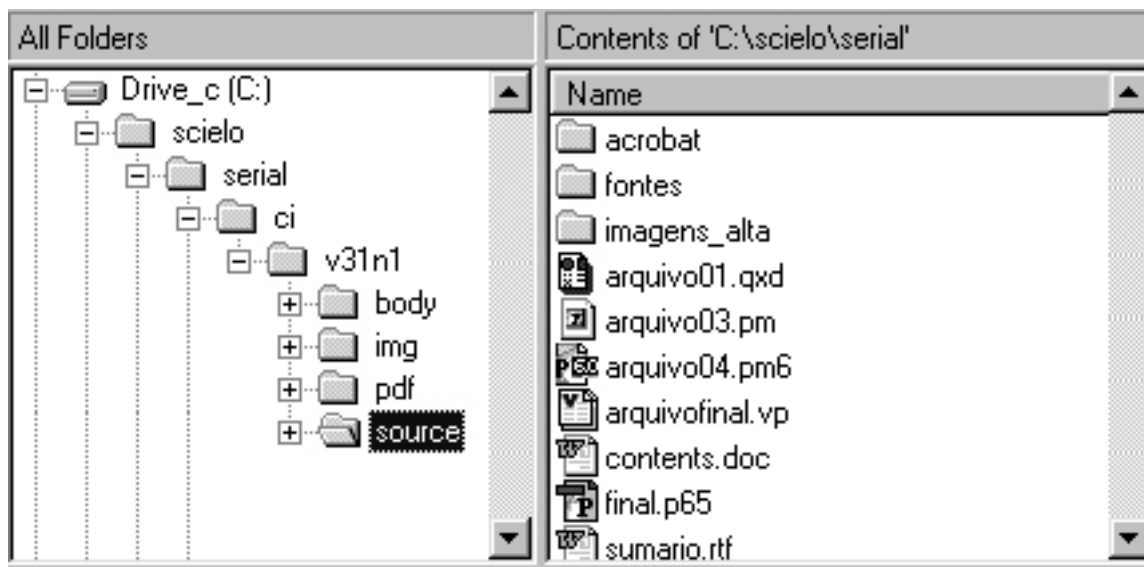 All Folders
Drive_c (C:)
scielo
serial
ci
v31n1
body
img
pdf
source
Contents of 'C:\scielo\serial'
Name
acrobat
fontes
imagens_alta
arquivo01.qxd
arquivo03.pm
arquivo04.pm6
arquivofinal.vp
contents.doc
final.p65
sumario.rtf